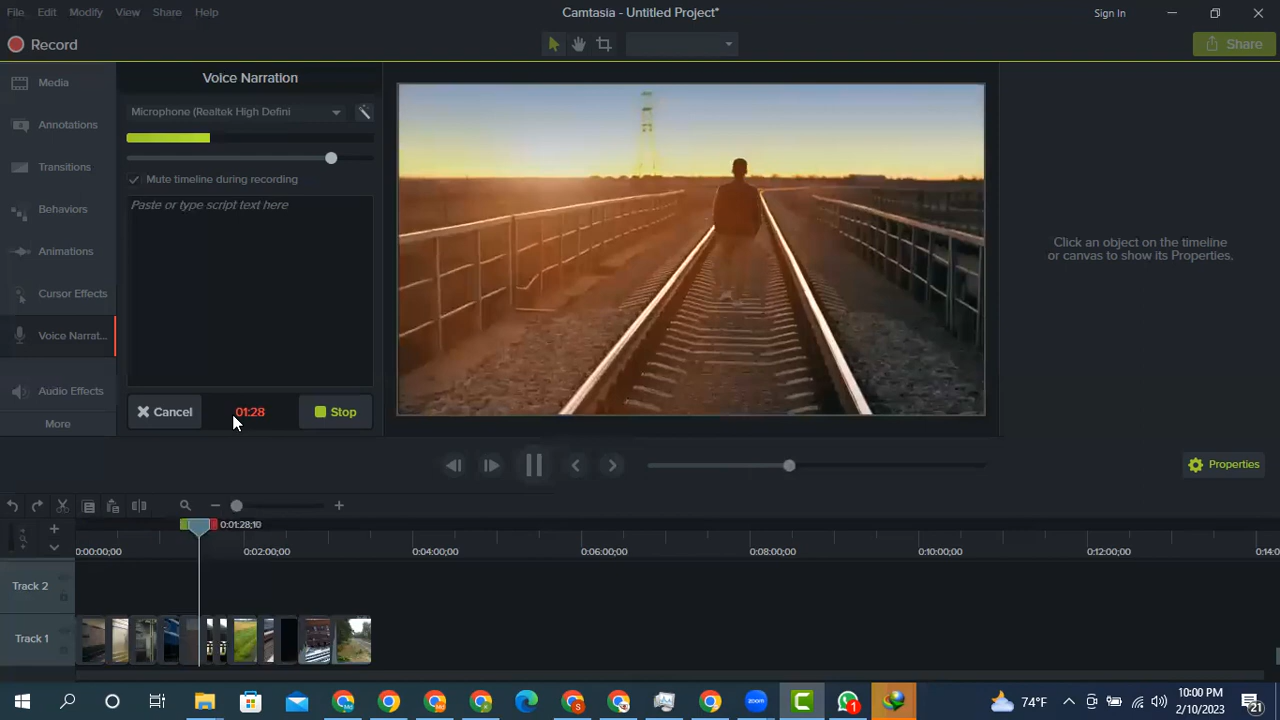 File Edit Modify View Share Help
Camtasia - Untitled Project*
Sign In
Record
Share
Media
Annotations
Transitions
Behaviors
Animations
Cursor Effects
Voice Narrat...
Audio Effects
More
Voice Narration
Microphone (Realtek High Defini
Mute timeline during recording
Paste or type script text here
Cancel
01:28
Stop
Click an object on the timeline
or canvas to show its Properties.
Properties
0:01:28;10
0:00:00;00 0:02:00;00 0:04:00;00 0:06:00;00 0:08:00;00 0:10:00;00 0:12:00;00 0:14:0
Track 2
Track 1
74°F
10:00 PM
2/10/2023
21